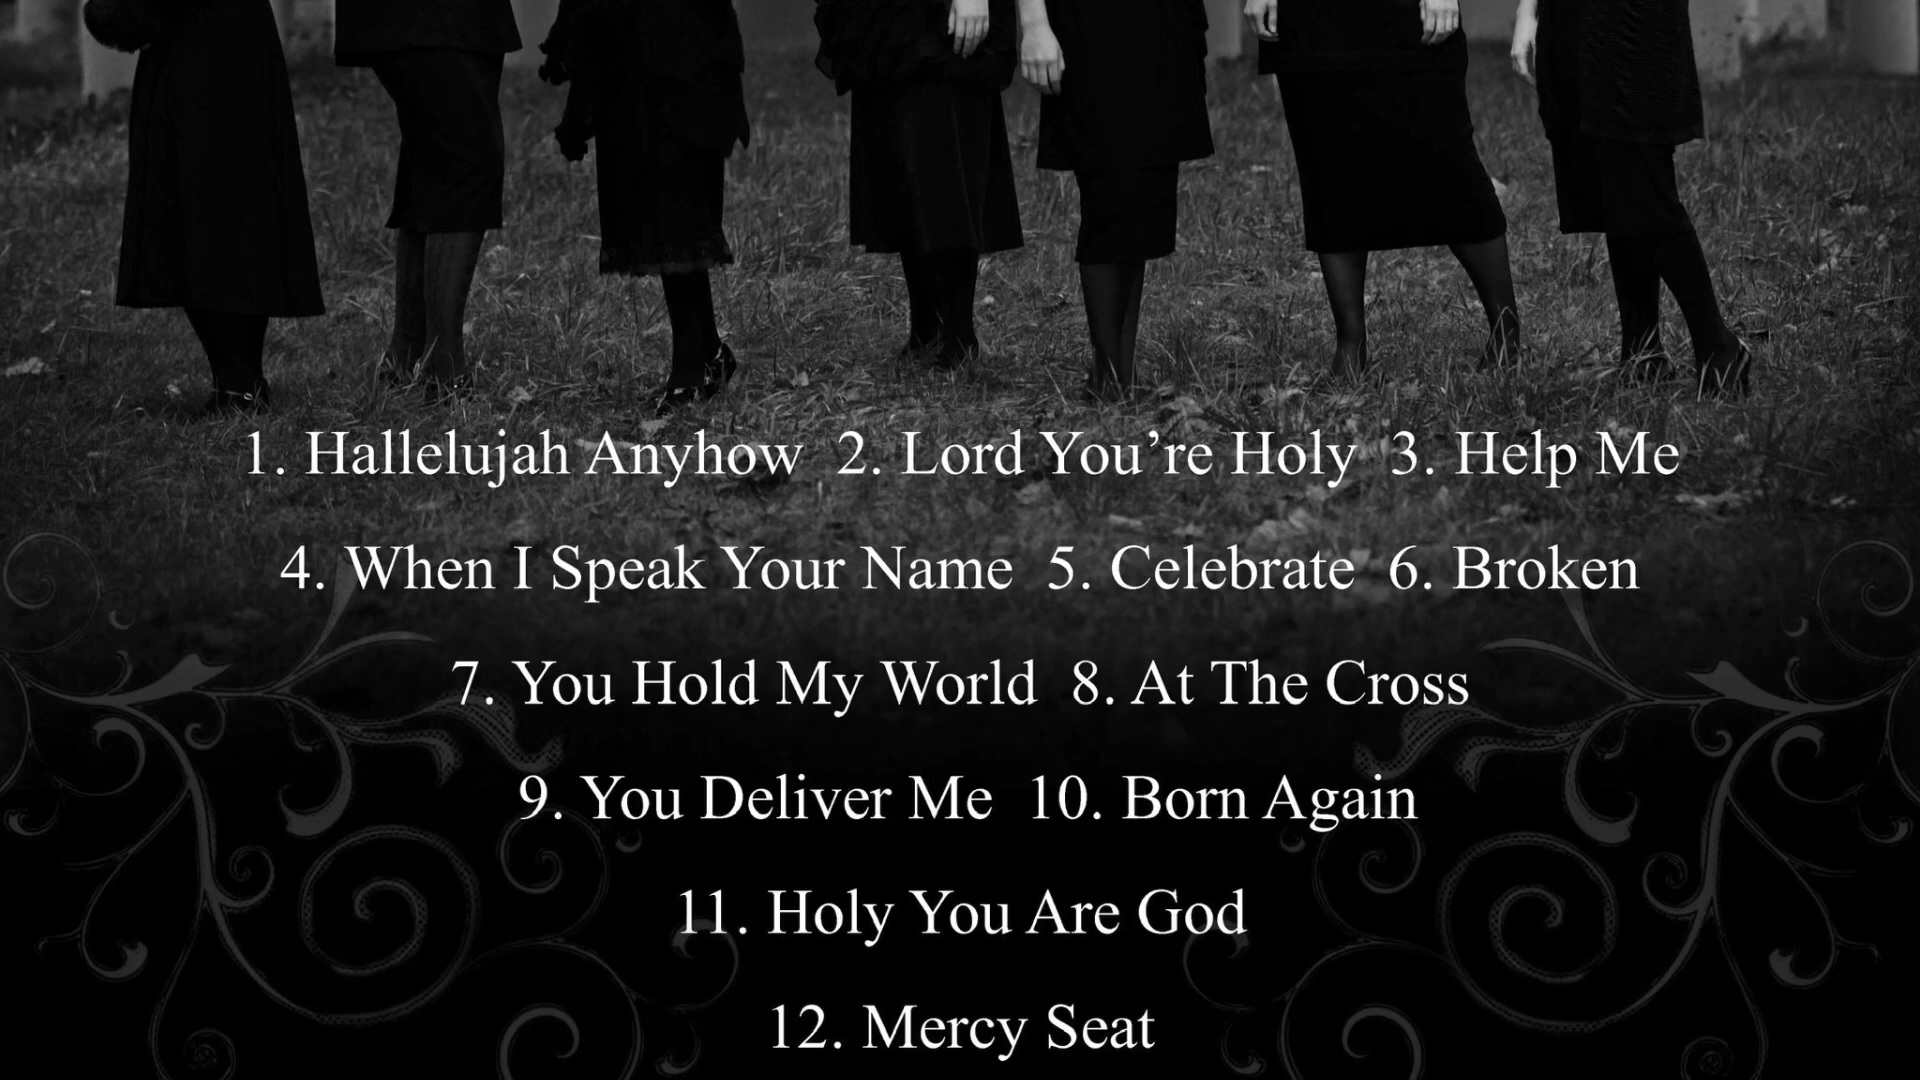 1. Hallelujah Anyhow 2. Lord You’re Holy 3. Help Me
4. When I Speak Your Name 5. Celebrate 6. Broken
7. You Hold My World 8. At The Cross
9. You Deliver Me 10. Born Again
11. Holy You Are God
12. Mercy Seat